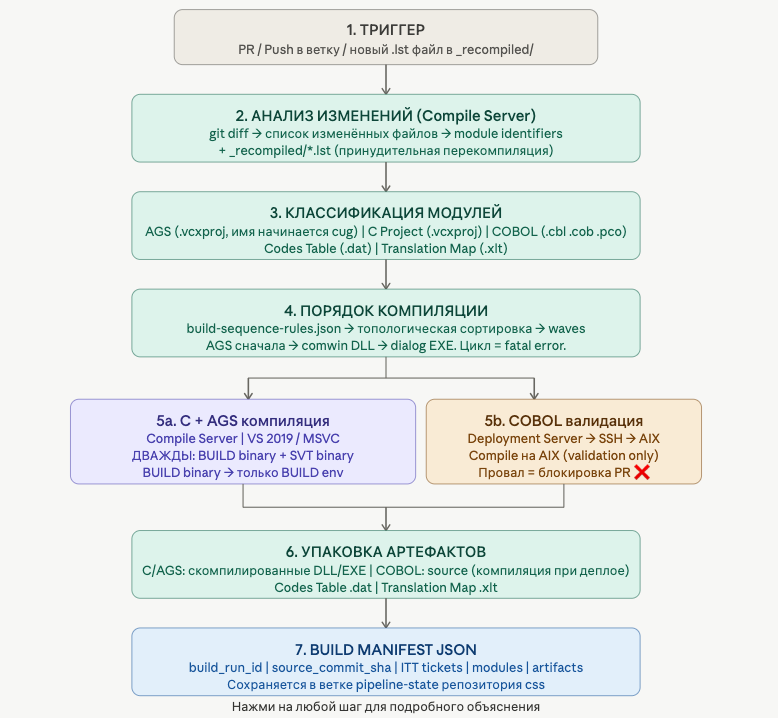 1. ТРИГГЕР
PR / Push в ветку / новый .lst файл в _recompiled/
2. АНАЛИЗ ИЗМЕНЕНИЙ (Compile Server)
git diff → список изменённых файлов → module identifiers
+ _recompiled/*.lst (принудительная перекомпиляция)
3. КЛАССИФИКАЦИЯ МОДУЛЕЙ
AGS (.vcxproj, имя начинается cug) | C Project (.vcxproj) | COBOL (.cbl .cob .pco)
Codes Table (.dat) | Translation Map (.xlt)
4. ПОРЯДОК КОМПИЛЯЦИИ
build-sequence-rules.json → топологическая сортировка → waves
AGS сначала → comwin DLL → dialog EXE. Цикл = fatal error.
5a. C + AGS компиляция
Compile Server | VS 2019 / MSVC
ДВАЖДЫ: BUILD binary + SVT binary
BUILD binary → только BUILD env
5b. COBOL валидация
Deployment Server → SSH → AIX
Compile на AIX (validation only)
Провал = блокировка PR ❌
6. УПАКОВКА АРТЕФАКТОВ
C/AGS: скомпилированные DLL/EXE | COBOL: source (компиляция при деплое)
Codes Table .dat | Translation Map .xlt
7. BUILD MANIFEST JSON
build_run_id | source_commit_sha | ITT tickets | modules | artifacts
Сохраняется в ветке pipeline-state репозитория css
Нажми на любой шаг для подробного объяснения